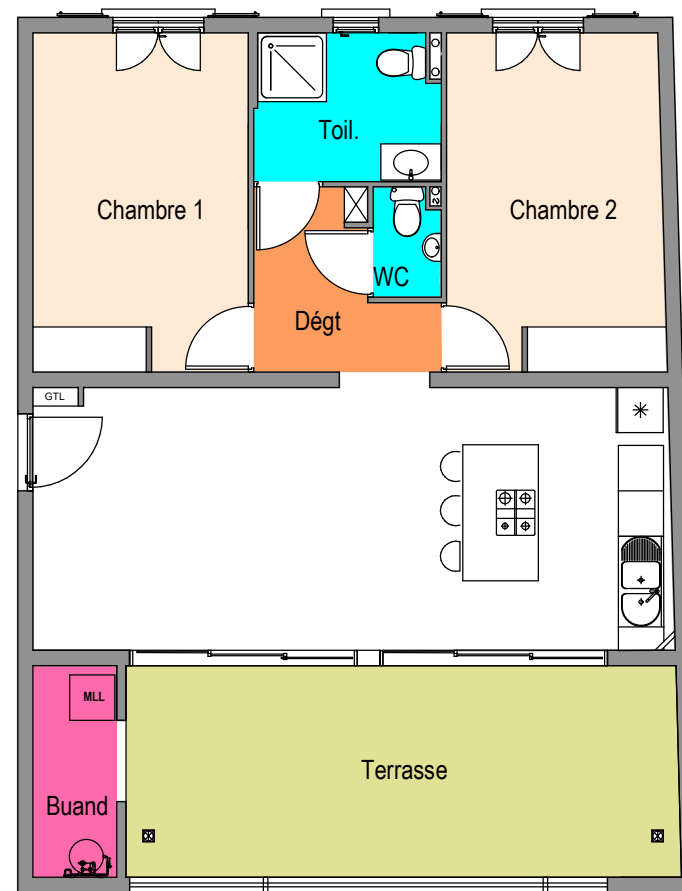 Toil.
Chambre 1
Chambre 2
WC
Dégt
GTL
MLL
Terrasse
Buand